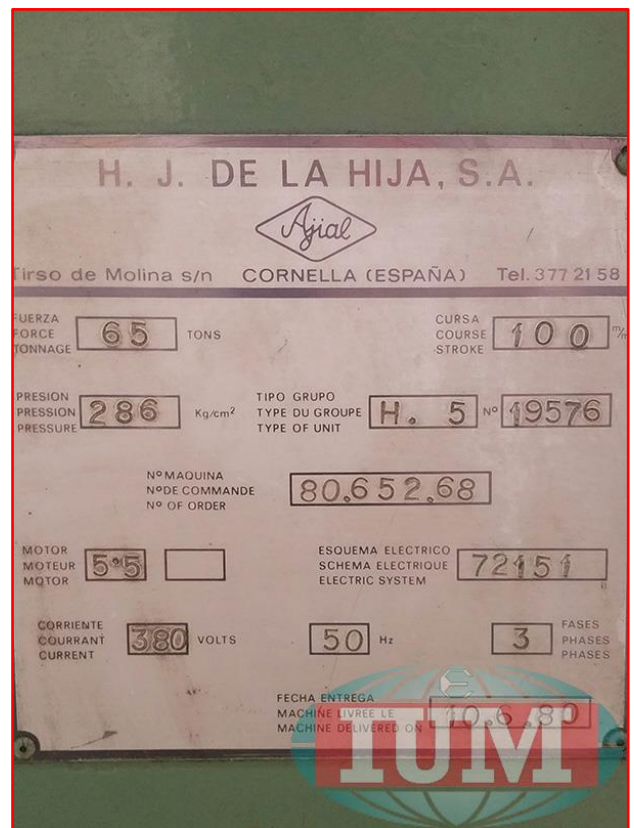 H. J. DE LA HIJA, S.A.
Ajial
Tirso de Molina s/n CORNELLA (ESPAÑA) Tel. 377 21 58
FUERZA
FORCE
TONNAGE
65 TONS
CURSA
COURSE
STROKE
100 m/m
PRESION
PRESSION
PRESSURE
286 Kg/cm²
TIPO GRUPO
TYPE DU GROUPE
TYPE OF UNIT
H. 5 Nº 19576
Nº MAQUINA
Nº DE COMMANDE
Nº OF ORDER
80.652.68
MOTOR
MOTEUR
MOTOR
5'5
ESQUEMA ELECTRICO
SCHEMA ELECTRIQUE
ELECTRIC SYSTEM
72151
CORRIENTE
COURRANT
CURRENT
380 VOLTS
50 Hz
3
FASES
PHASES
PHASES
FECHA ENTREGA
MACHINE LIVREE LE
MACHINE DELIVERED ON
10.6.80
IUM